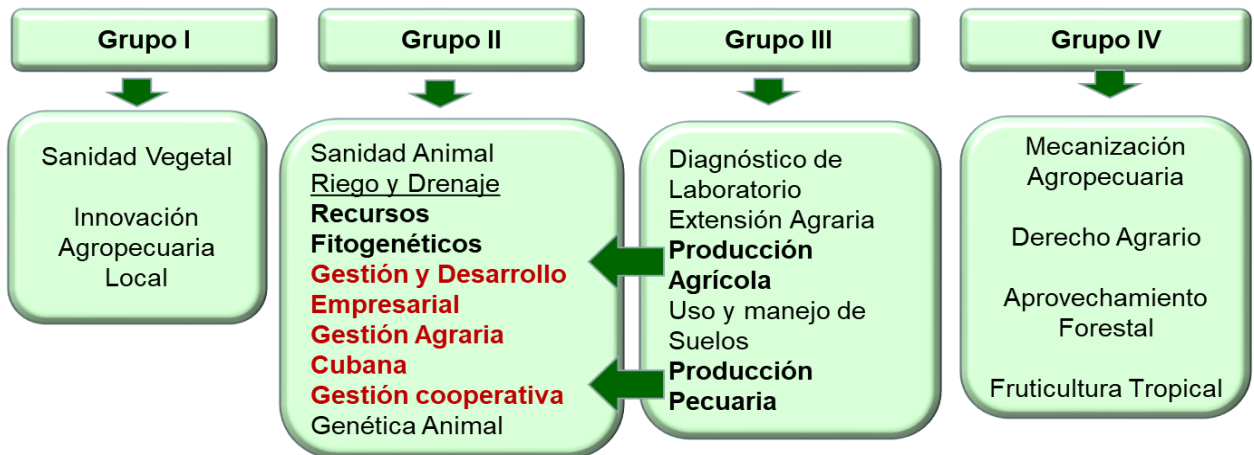 Grupo I
Sanidad Vegetal
Innovación
Agropecuaria
Local
Grupo II
Sanidad Animal
Riego y Drenaje
Recursos
Fitogenéticos
Gestión y Desarrollo
Empresarial
Gestión Agraria
Cubana
Gestión cooperativa
Genética Animal
Grupo III
Diagnóstico de
Laboratorio
Extensión Agraria
Producción
Agrícola
Uso y manejo de
Suelos
Producción
Pecuaria
Grupo IV
Mecanización
Agropecuaria
Derecho Agrario
Aprovechamiento
Forestal
Fruticultura Tropical